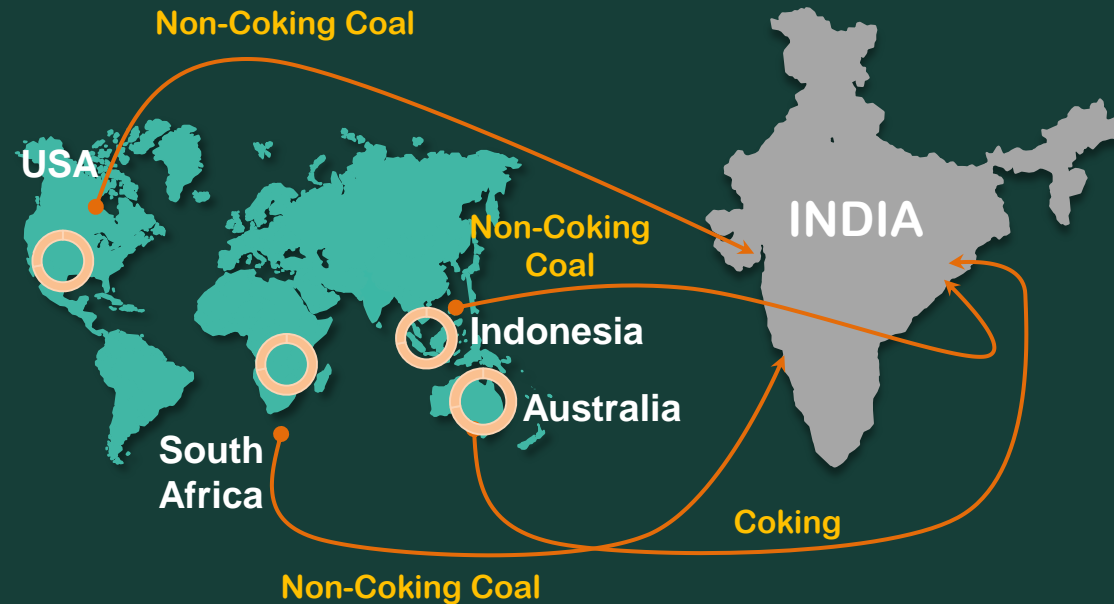 Non-Coking Coal
USA
INDIA
Non-Coking
Coal
Indonesia
Australia
South
Africa
Coking
Non-Coking Coal